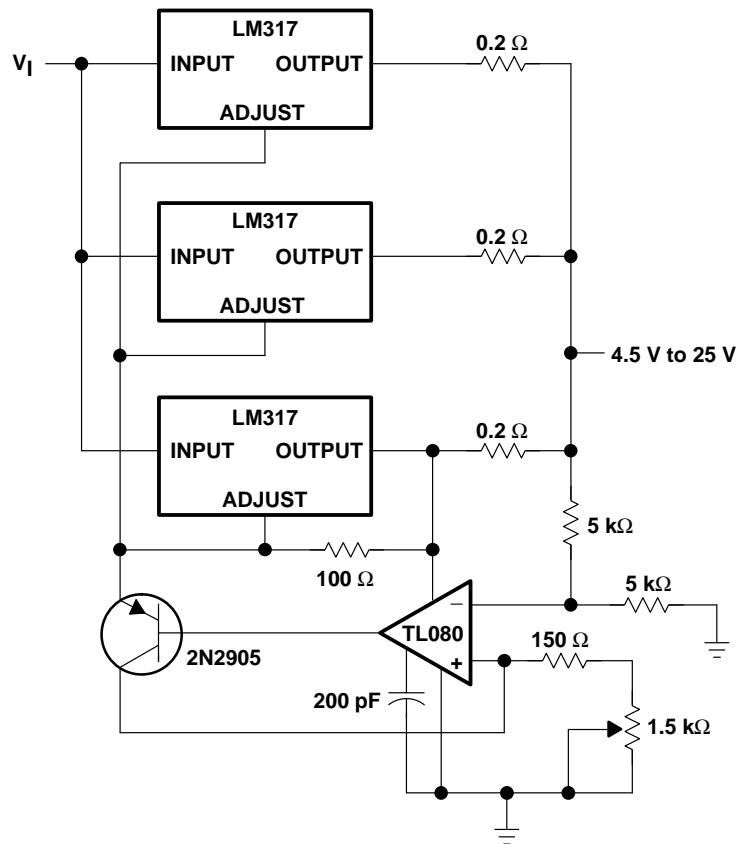 LM317
V_I
INPUT OUTPUT
ADJUST
0.2 Ω
LM317
INPUT OUTPUT
ADJUST
0.2 Ω
4.5 V to 25 V
LM317
INPUT OUTPUT
ADJUST
0.2 Ω
5 kΩ
100 Ω
5 kΩ
−
TL080
+
2N2905
150 Ω
200 pF
1.5 kΩ